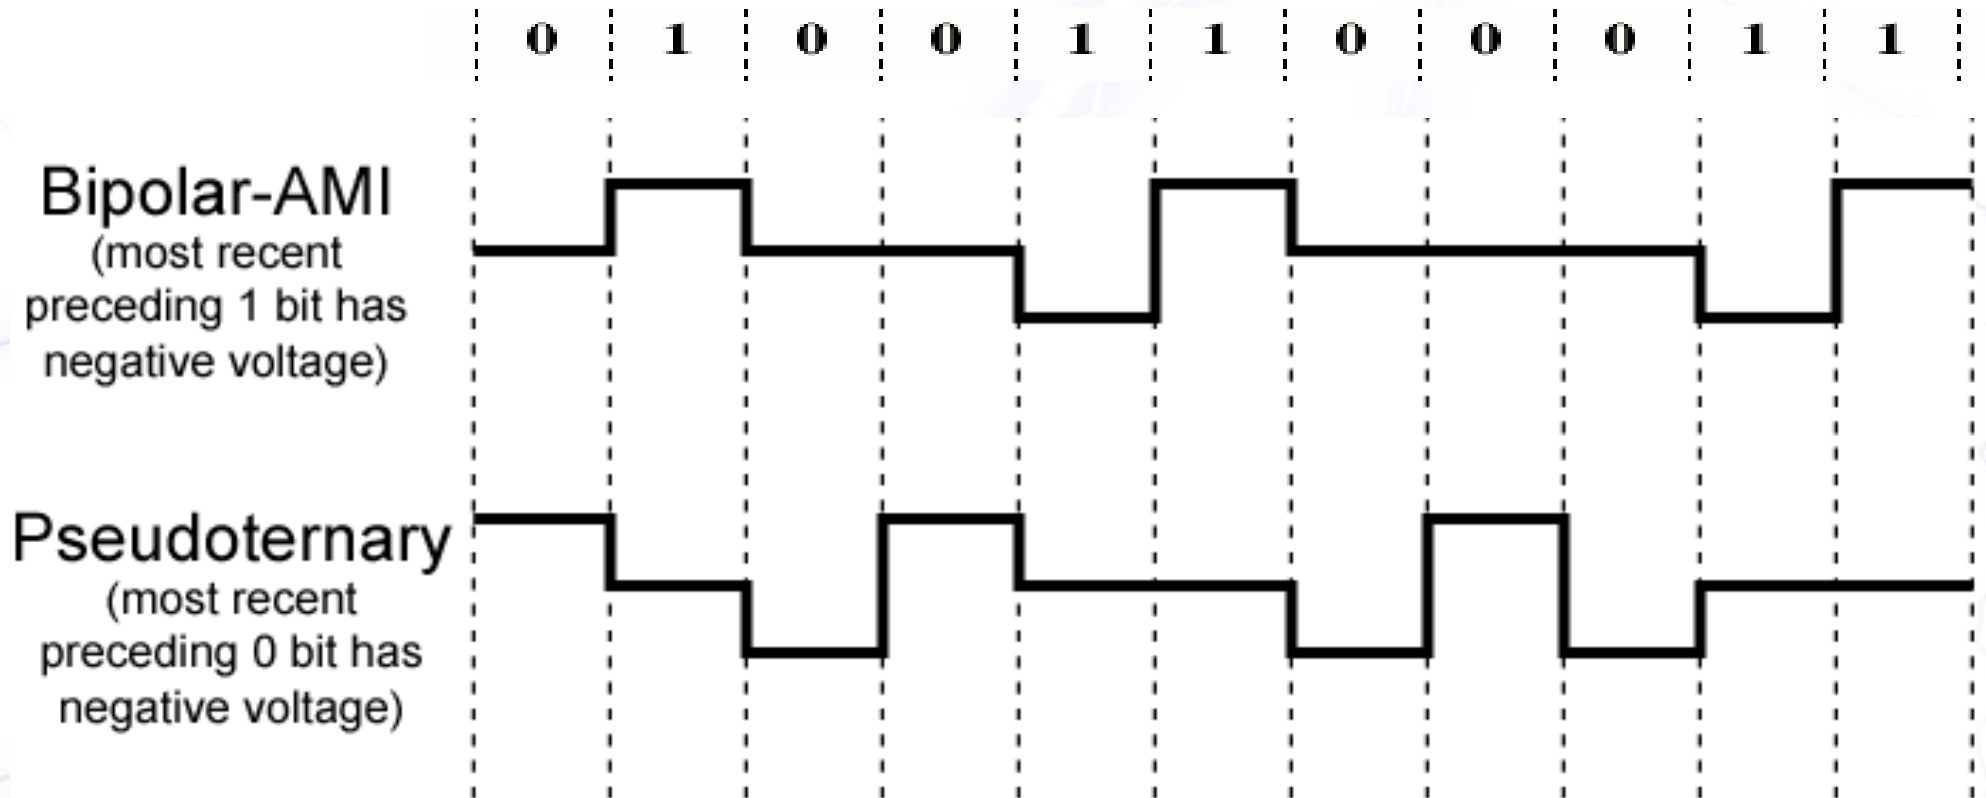 0 1 0 0 1 1 0 0 0 1 1
Bipolar-AMI
(most recent
preceding 1 bit has
negative voltage)
Pseudoternary
(most recent
preceding 0 bit has
negative voltage)